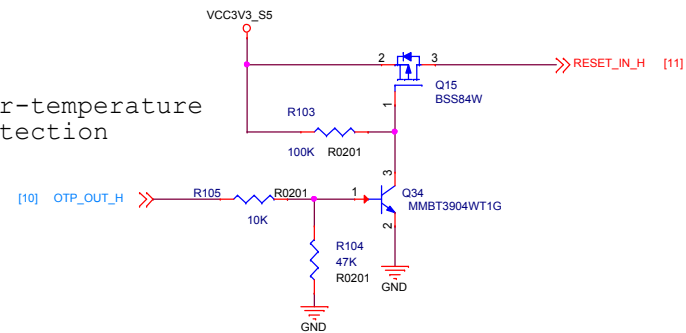 VCC3V3_S5
2
3
RESET_IN_H [11]
Q15
BSS84W
1
r-temperature
tection
R103
100K R0201
3
[10] OTP_OUT_H
R105
R0201
10K
1
Q34
MMBT3904WT1G
2
R104
47K
R0201
GND
GND